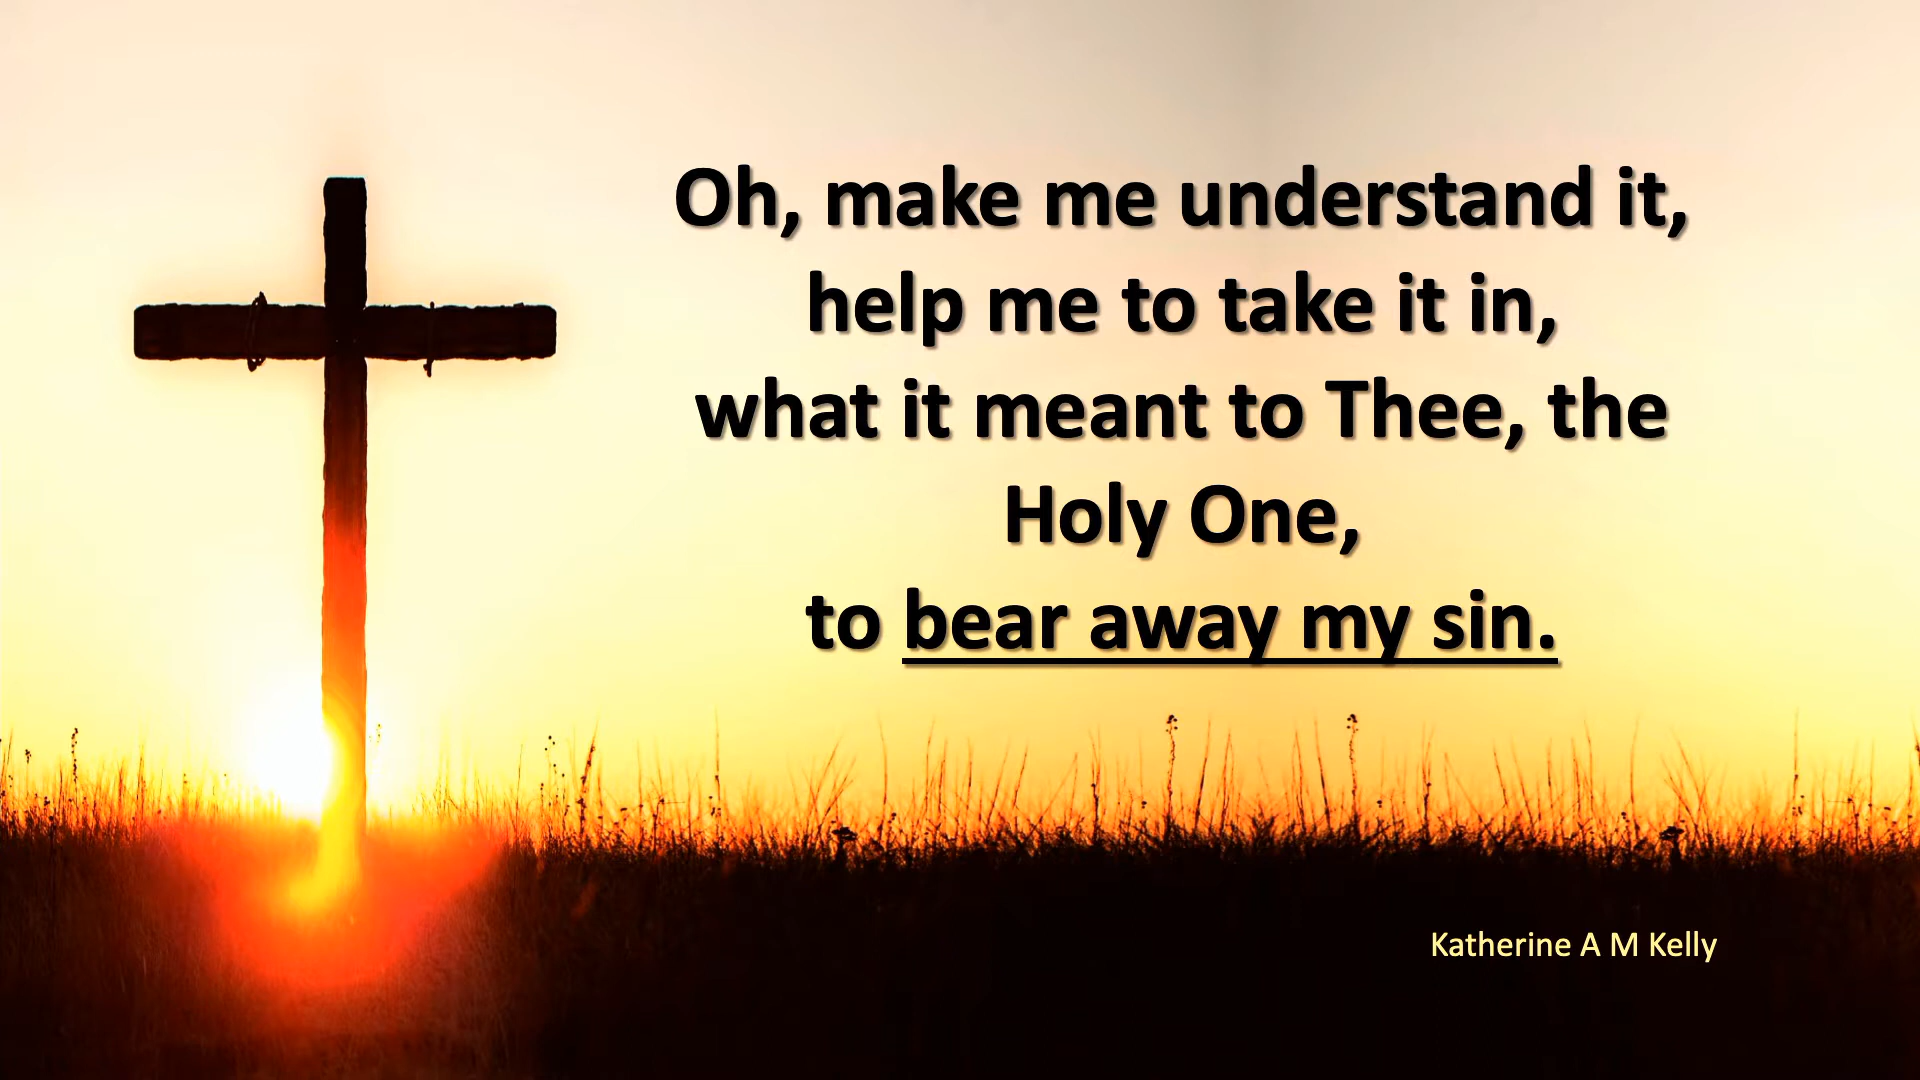 Oh, make me understand it,
help me to take it in,
what it meant to Thee, the
Holy One,
to bear away my sin.
Katherine A M Kelly